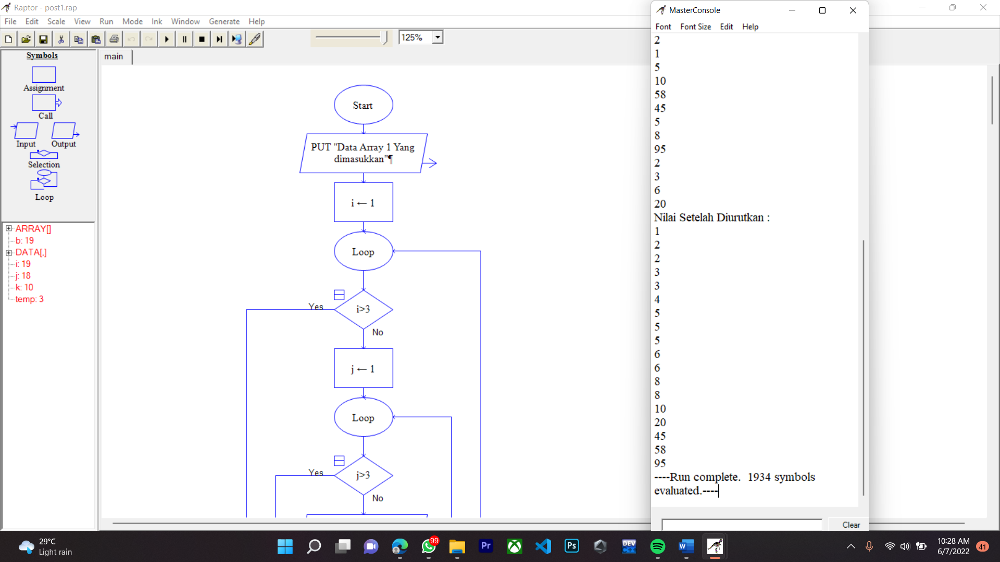 Raptor - post1.rap
File Edit Scale View Run Mode Ink Window Generate Help
125%
Symbols
Assignment
Call
Input Output
Selection
Loop
ARRAY[]
b: 19
DATA[,]
i: 19
j: 18
k: 10
temp: 3
main
Start
PUT "Data Array 1 Yang
dimasukkan"¶
i ← 1
Loop
Yes
i>3
No
j ← 1
Loop
Yes
j>3
No
MasterConsole
Font Font Size Edit Help
2
1
5
10
58
45
5
8
95
2
3
6
20
Nilai Setelah Diurutkan :
1
2
2
3
3
4
5
5
5
6
6
8
8
10
20
45
58
95
----Run complete.  1934 symbols
evaluated.----
Clear
29°C
Light rain
99
Pr
Ps
DEV
C++
W
10:28 AM
6/7/2022
41